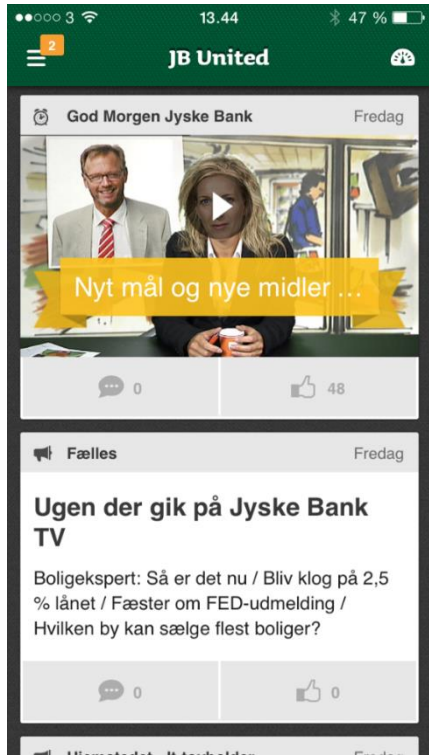 3 13.44 47 %
2
JB United
God Morgen Jyske Bank Fredag
Nyt mål og nye midler ...
0 48
Fælles Fredag
Ugen der gik på Jyske Bank
TV
Boligekspert: Så er det nu / Bliv klog på 2,5
% lånet / Fæster om FED-udmelding /
Hvilken by kan sælge flest boliger?
0 0